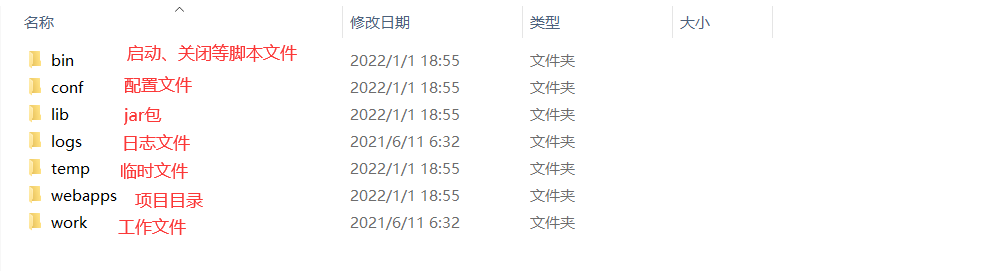 名称 修改日期 类型 大小
bin 启动、关闭等脚本文件 2022/1/1 18:55 文件夹
conf 配置文件 2022/1/1 18:55 文件夹
lib jar包 2022/1/1 18:55 文件夹
logs 日志文件 2021/6/11 6:32 文件夹
temp 临时文件 2022/1/1 18:55 文件夹
webapps 项目目录 2022/1/1 18:55 文件夹
work 工作文件 2021/6/11 6:32 文件夹